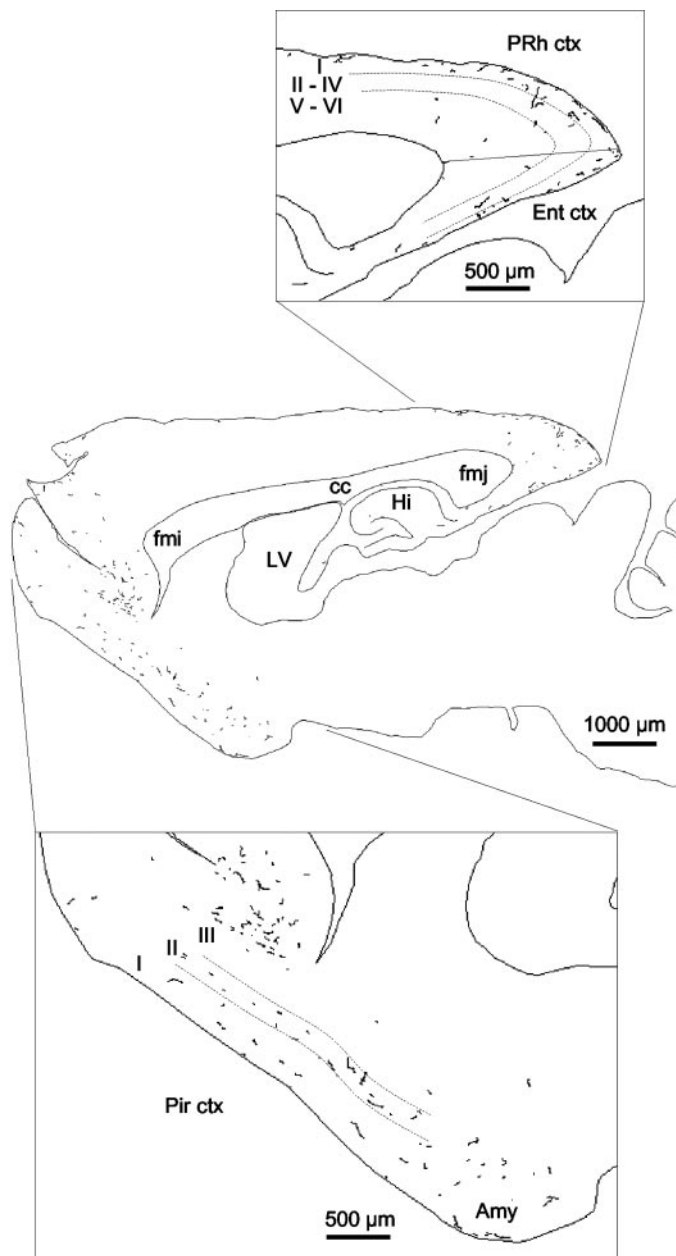 PRh ctx
I
II - IV
V - VI
Ent ctx
500 µm
cc
fmj
Hi
fmi
LV
1000 µm
III
II
I
Pir ctx
500 µm
Amy